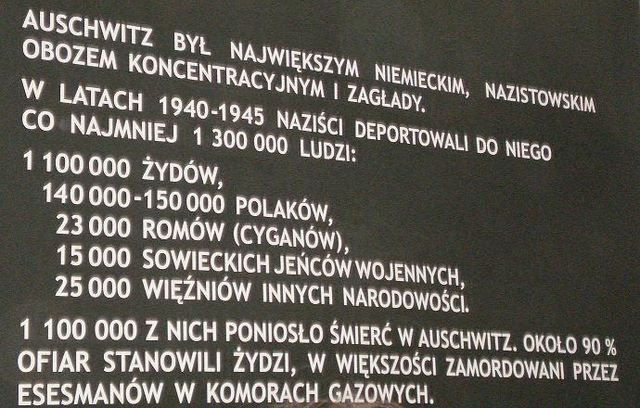 AUSCHWITZ BYŁ NAJWIĘKSZYM NIEMIECKIM, NAZISTOWSKIM
OBOZEM KONCENTRACYJNYM I ZAGŁADY.
W LATACH 1940-1945 NAZIŚCI DEPORTOWALI DO NIEGO
CO NAJMNIEJ 1 300 000 LUDZI:
1 100 000 ŻYDÓW,
140 000-150 000 POLAKÓW,
23 000 ROMÓW (CYGANÓW),
15 000 SOWIECKICH JEŃCÓW WOJENNYCH,
25 000 WIĘŹNIÓW INNYCH NARODOWOŚCI.
1 100 000 Z NICH PONIOSŁO ŚMIERĆ W AUSCHWITZ. OKOŁO 90 %
OFIAR STANOWILI ŻYDZI, W WIĘKSZOŚCI ZAMORDOWANI PRZEZ
ESESMANÓW W KOMORACH GAZOWYCH.